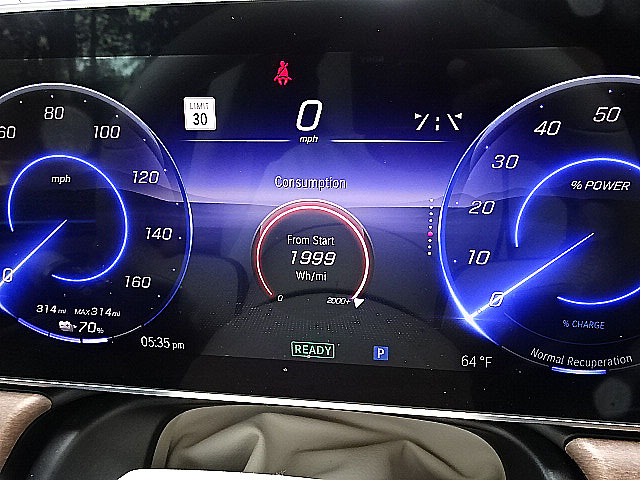 60
80
100
120
140
160
0
mph
314 mi MAX 314 mi
70%
05:35 pm
LIMIT
30
0
mph
Consumption
From Start
1999
Wh/mi
0
2000+
READY
P
50
40
30
20
10
0
% POWER
% CHARGE
64 °F
Normal Recuperation